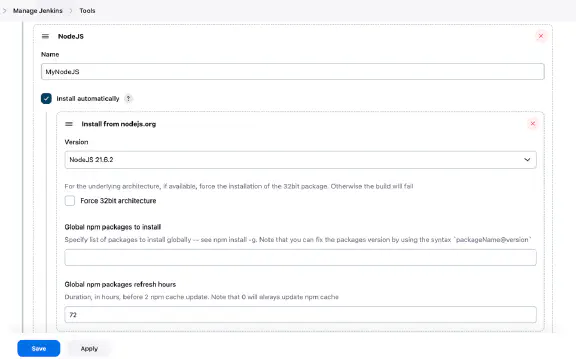 Manage Jenkins > Tools
NodeJS
Name
MyNodeJS
Install automatically ?
Install from nodejs.org
Version
NodeJS 21.6.2
For the underlying architecture, if available, force the installation of the 32bit package. Otherwise the build will fail
Force 32bit architecture
Global npm packages to install
Specify list of packages to install globally -- see npm install -g. Note that you can fix the packages version by using the syntax `packageName@version`
Global npm packages refresh hours
Duration, in hours, before 2 npm cache update. Note that 0 will always update npm cache
72
Save Apply